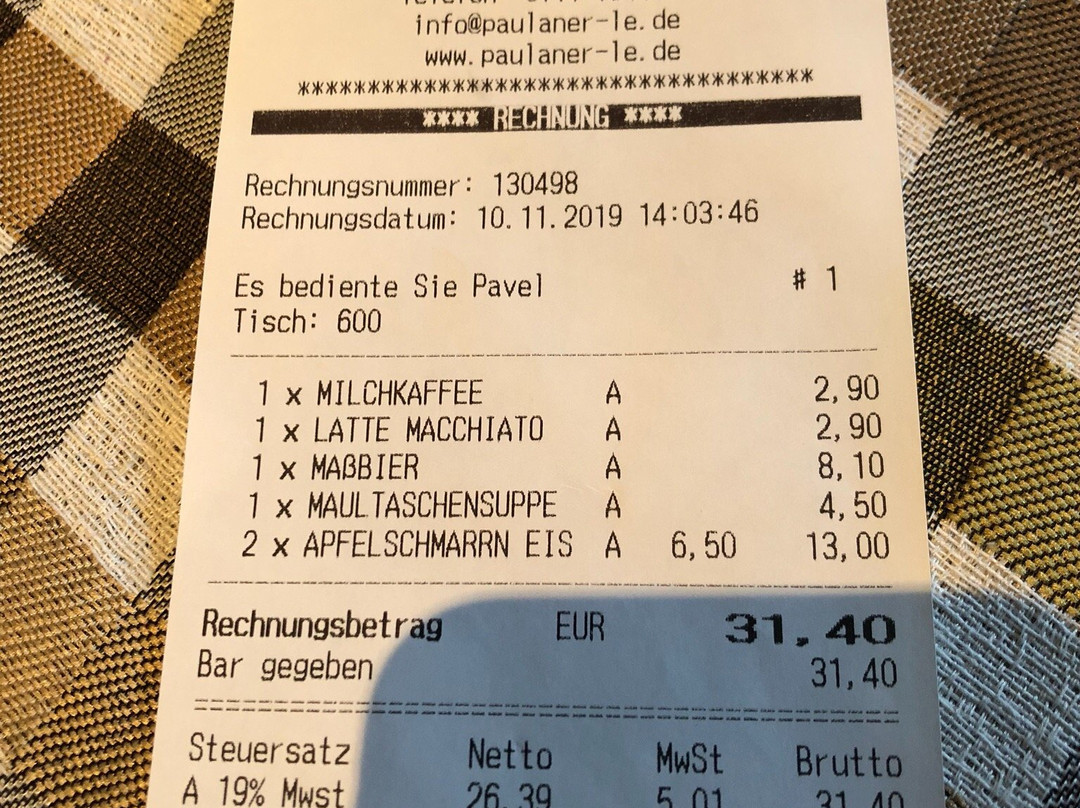 info@paulaner-le.de
www.paulaner-le.de
*************************************
**** RECHNUNG ****
Rechnungsnummer: 130498
Rechnungsdatum: 10.11.2019 14:03:46
Es bediente Sie Pavel # 1
Tisch: 600
1 x MILCHKAFFEE A 2,90
1 x LATTE MACCHIATO A 2,90
1 x MAßBIER A 8,10
1 x MAULTASCHENSUPPE A 4,50
2 x APFELSCHMARRN EIS A 6,50 13,00
Rechnungsbetrag EUR 31,40
Bar gegeben 31,40
Steuersatz Netto MwSt Brutto
A 19% Mwst 26,39 5,01 31,40